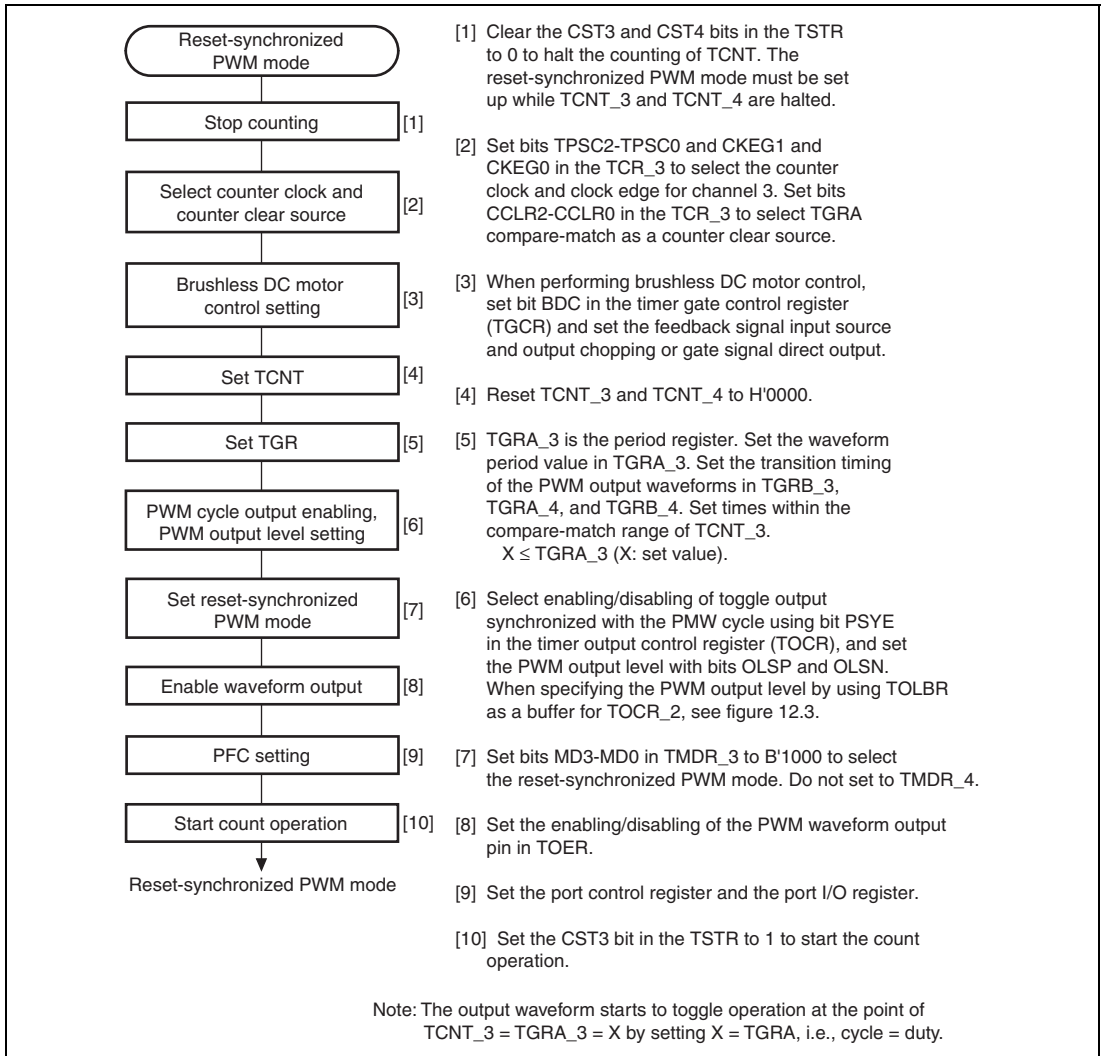 Reset-synchronized
PWM mode
Stop counting
[1]
Select counter clock and
counter clear source
[2]
Brushless DC motor
control setting
[3]
Set TCNT
[4]
Set TGR
[5]
PWM cycle output enabling,
PWM output level setting
[6]
Set reset-synchronized
PWM mode
[7]
Enable waveform output
[8]
PFC setting
[9]
Start count operation
[10]
Reset-synchronized PWM mode
[1] Clear the CST3 and CST4 bits in the TSTR
to 0 to halt the counting of TCNT. The
reset-synchronized PWM mode must be set
up while TCNT_3 and TCNT_4 are halted.
[2] Set bits TPSC2-TPSC0 and CKEG1 and
CKEG0 in the TCR_3 to select the counter
clock and clock edge for channel 3. Set bits
CCLR2-CCLR0 in the TCR_3 to select TGRA
compare-match as a counter clear source.
[3] When performing brushless DC motor control,
set bit BDC in the timer gate control register
(TGCR) and set the feedback signal input source
and output chopping or gate signal direct output.
[4] Reset TCNT_3 and TCNT_4 to H'0000.
[5] TGRA_3 is the period register. Set the waveform
period value in TGRA_3. Set the transition timing
of the PWM output waveforms in TGRB_3,
TGRA_4, and TGRB_4. Set times within the
compare-match range of TCNT_3.
X ≤ TGRA_3 (X: set value).
[6] Select enabling/disabling of toggle output
synchronized with the PMW cycle using bit PSYE
in the timer output control register (TOCR), and set
the PWM output level with bits OLSP and OLSN.
When specifying the PWM output level by using TOLBR
as a buffer for TOCR_2, see figure 12.3.
[7] Set bits MD3-MD0 in TMDR_3 to B'1000 to select
the reset-synchronized PWM mode. Do not set to TMDR_4.
[8] Set the enabling/disabling of the PWM waveform output
pin in TOER.
[9] Set the port control register and the port I/O register.
[10] Set the CST3 bit in the TSTR to 1 to start the count
operation.
Note: The output waveform starts to toggle operation at the point of
TCNT_3 = TGRA_3 = X by setting X = TGRA, i.e., cycle = duty.